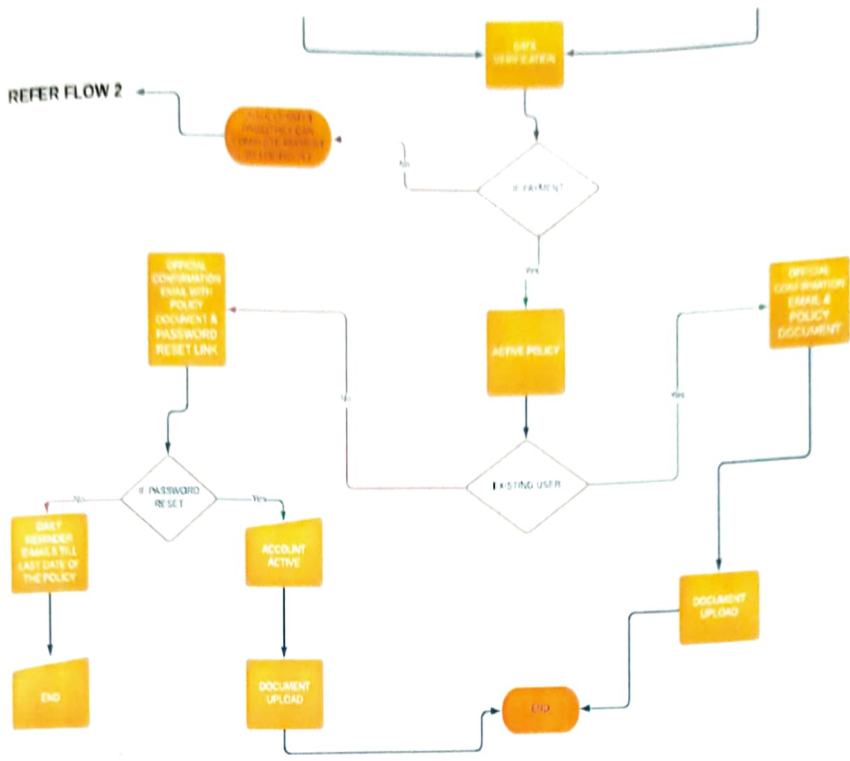 DATA
VERIFICATION
REFER FLOW 2
No
IF PAYMENT
Yes
OFFICIAL
CONFIRMATION
EMAIL WITH
POLICY
DOCUMENT &
PASSWORD
RESET LINK
OFFICIAL
CONFIRMATION
EMAIL &
POLICY
DOCUMENT
ACTIVE POLICY
No
Yes
EXISTING USER
IF PASSWORD
RESET
No
Yes
DAILY
REMINDER
EMAILS TILL
LAST DATE OF
THE POLICY
ACCOUNT
ACTIVE
DOCUMENT
UPLOAD
END
DOCUMENT
UPLOAD
END